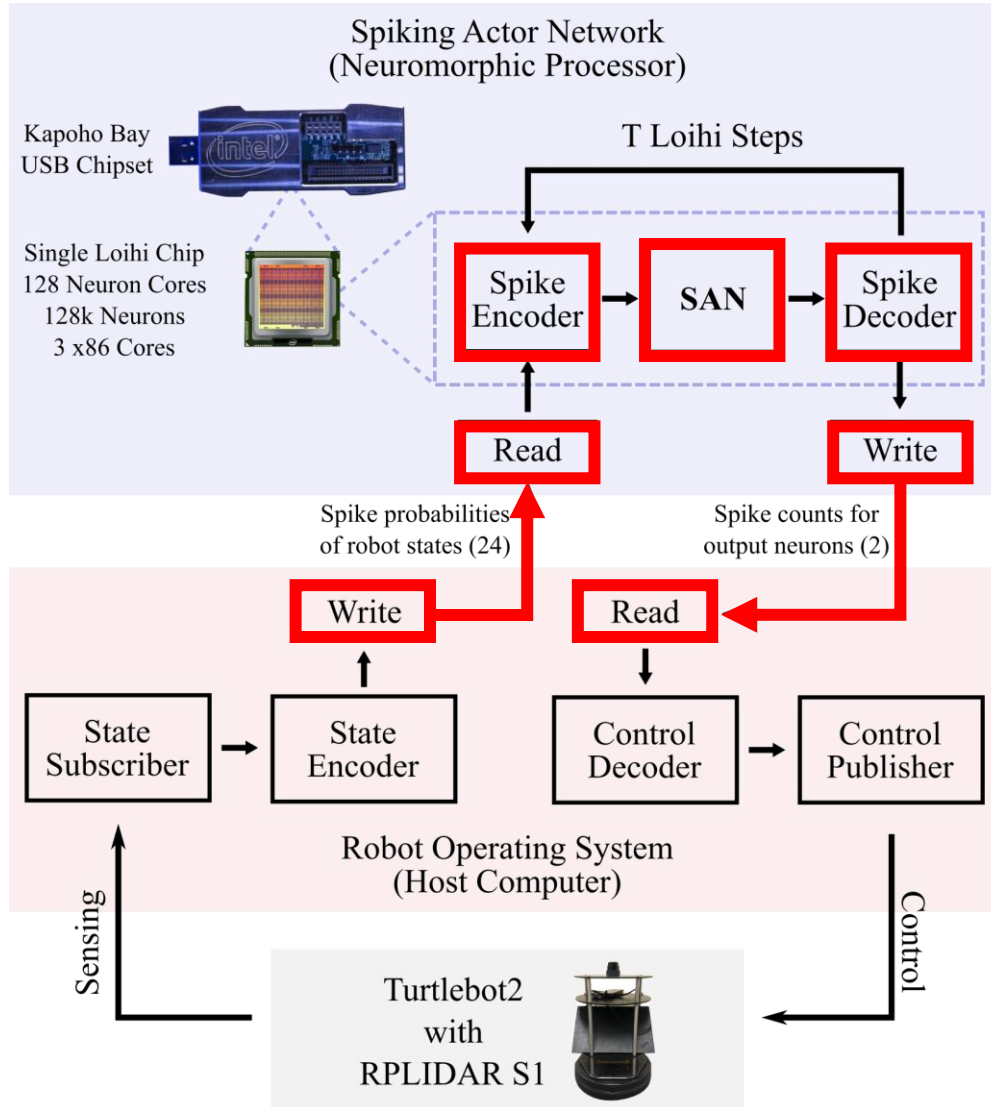 Spiking Actor Network
(Neuromorphic Processor)
Kapoho Bay
USB Chipset
intel
T Loihi Steps
Single Loihi Chip
128 Neuron Cores
128k Neurons
3 x86 Cores
Spike
Encoder
SAN
Spike
Decoder
Read
Write
Spike probabilities
of robot states (24)
Spike counts for
output neurons (2)
Write
Read
State
Subscriber
State
Encoder
Control
Decoder
Control
Publisher
Robot Operating System
(Host Computer)
Sensing
Control
Turtlebot2
with
RPLIDAR S1